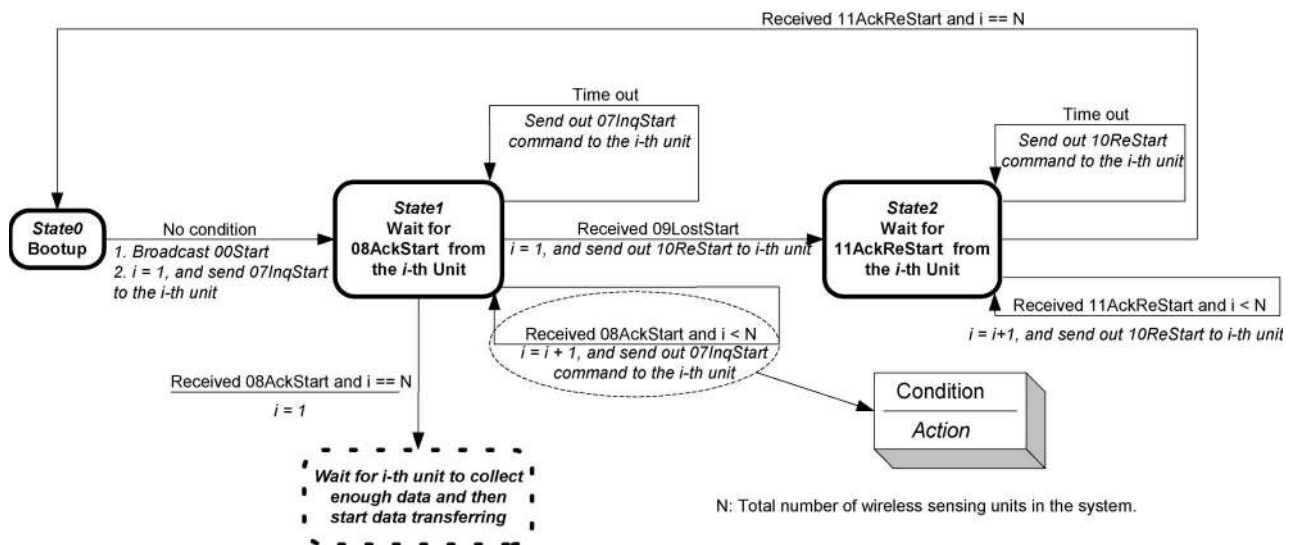 Received 11AckReStart and i == N
Time out
Send out 07InqStart
command to the i-th unit
Time out
Send out 10ReStart
command to the i-th unit
State0
Bootup
No condition
1. Broadcast 00Start
2. i = 1, and send 07InqStart
to the i-th unit
State1
Wait for
08AckStart from
the i-th Unit
Received 09LostStart
i = 1, and send out 10ReStart to i-th unit
State2
Wait for
11AckReStart from
the i-th Unit
Received 08AckStart and i < N
i = i + 1, and send out 07InqStart
command to the i-th unit
Received 11AckReStart and i < N
i = i+1, and send out 10ReStart to i-th unit
Received 08AckStart and i == N
i = 1
Condition
Action
Wait for i-th unit to collect
enough data and then
start data transferring
N: Total number of wireless sensing units in the system.